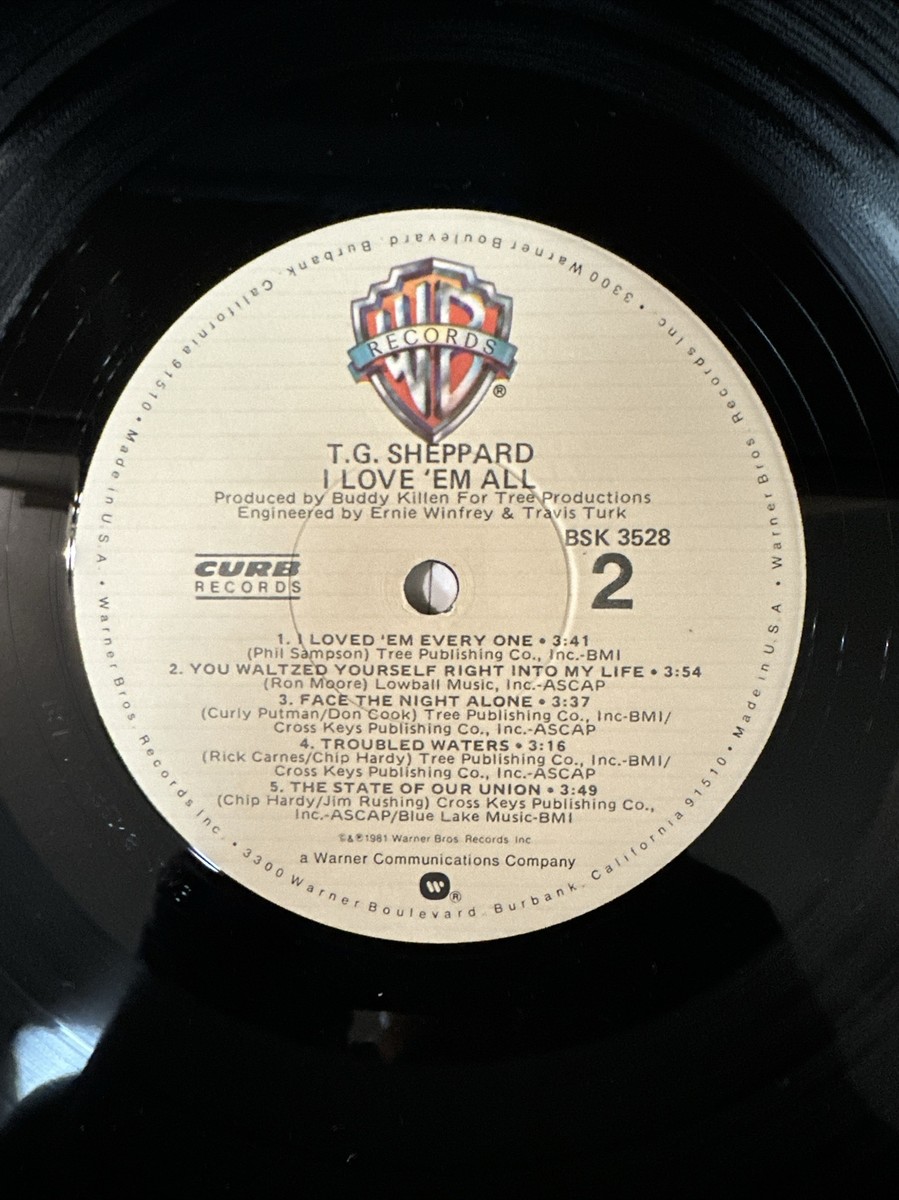 WB
RECORDS
®
T.G. SHEPPARD
I LOVE 'EM ALL
Produced by Buddy Killen For Tree Productions
Engineered by Ernie Winfrey & Travis Turk
BSK 3528
2
CURB
RECORDS
1. I LOVED 'EM EVERY ONE • 3:41
(Phil Sampson) Tree Publishing Co., Inc.-BMI
2. YOU WALTZED YOURSELF RIGHT INTO MY LIFE • 3:54
(Ron Moore) Lowball Music, Inc.-ASCAP
3. FACE THE NIGHT ALONE • 3:37
(Curly Putman/Don Cook) Tree Publishing Co., Inc-BMI/
Cross Keys Publishing Co., Inc.-ASCAP
4. TROUBLED WATERS • 3:16
(Rick Carnes/Chip Hardy) Tree Publishing Co., Inc.-BMI/
Cross Keys Publishing Co., Inc.-ASCAP
5. THE STATE OF OUR UNION • 3:49
(Chip Hardy/Jim Rushing) Cross Keys Publishing Co.,
Inc.-ASCAP/Blue Lake Music-BMI
©&℗1981 Warner Bros. Records Inc.
a Warner Communications Company
®
Warner Bros. Records Inc. • 3300 Warner Boulevard, Burbank, California 91510 • Made in U.S.A. •
Warner Bros. Records Inc. • 3300 Warner Boulevard, Burbank, California 91510 • Made in U.S.A. •